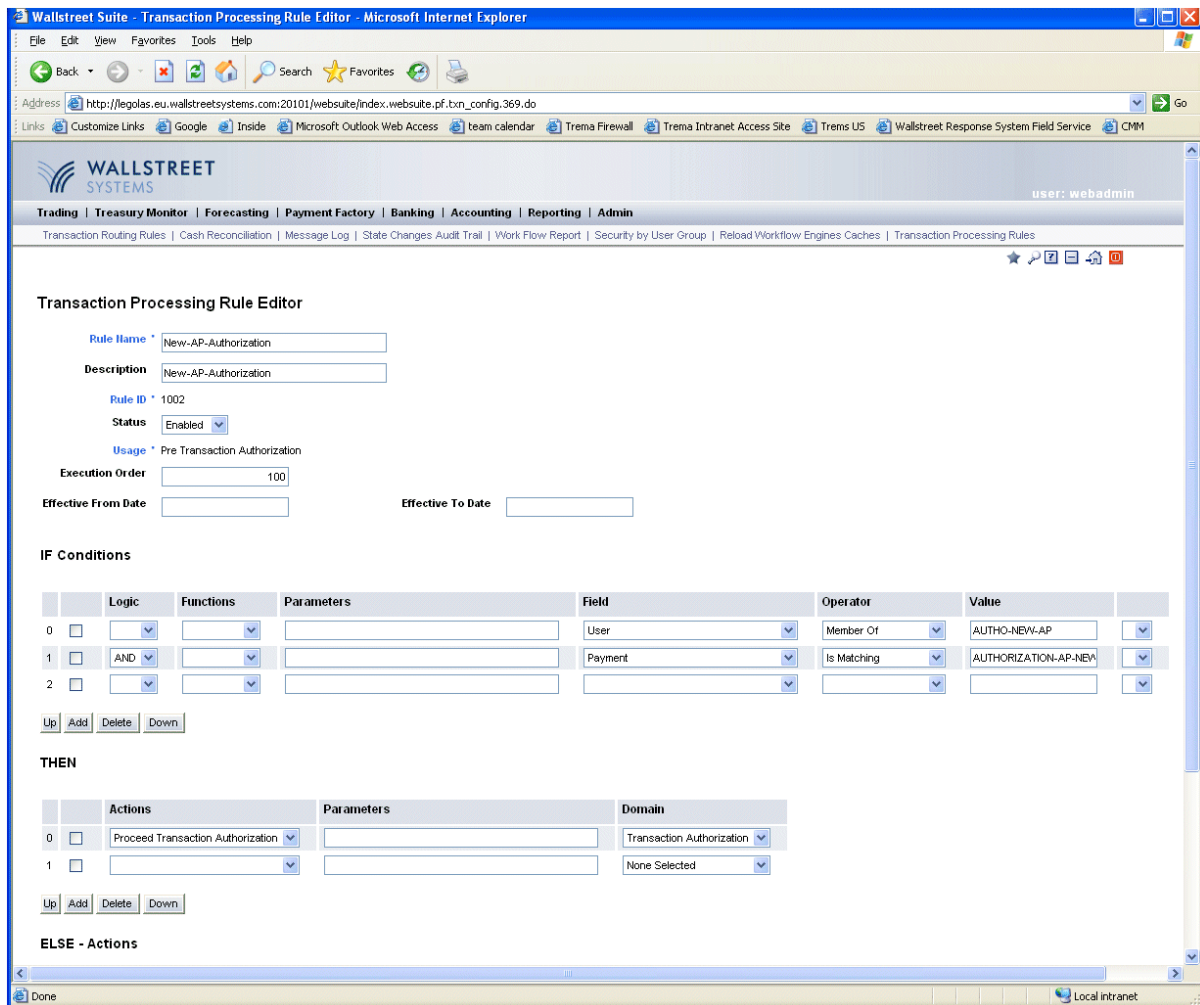 Wallstreet Suite - Transaction Processing Rule Editor - Microsoft Internet Explorer
File Edit View Favorites Tools Help
Back Search Favorites
Address http://legolas.eu.wallstreetsystems.com:20101/websuite/index.websuite.pf.txn_config.369.do Go
Links Customize Links Google Inside Microsoft Outlook Web Access team calendar Trema Firewall Trema Intranet Access Site Trems US Wallstreet Response System Field Service CMM
WALLSTREET
SYSTEMS
user: webadmin
Trading | Treasury Monitor | Forecasting | Payment Factory | Banking | Accounting | Reporting | Admin
Transaction Routing Rules | Cash Reconciliation | Message Log | State Changes Audit Trail | Work Flow Report | Security by User Group | Reload Workflow Engines Caches | Transaction Processing Rules
Transaction Processing Rule Editor
Rule Name * New-AP-Authorization
Description New-AP-Authorization
Rule ID * 1002
Status Enabled
Usage * Pre Transaction Authorization
Execution Order 100
Effective From Date Effective To Date
IF Conditions
Logic Functions Parameters Field Operator Value
0 User Member Of AUTHO-NEW-AP
1 AND Payment Is Matching AUTHORIZATION-AP-NEW
2
Up Add Delete Down
THEN
Actions Parameters Domain
0 Proceed Transaction Authorization Transaction Authorization
1 None Selected
Up Add Delete Down
ELSE - Actions
Done Local intranet